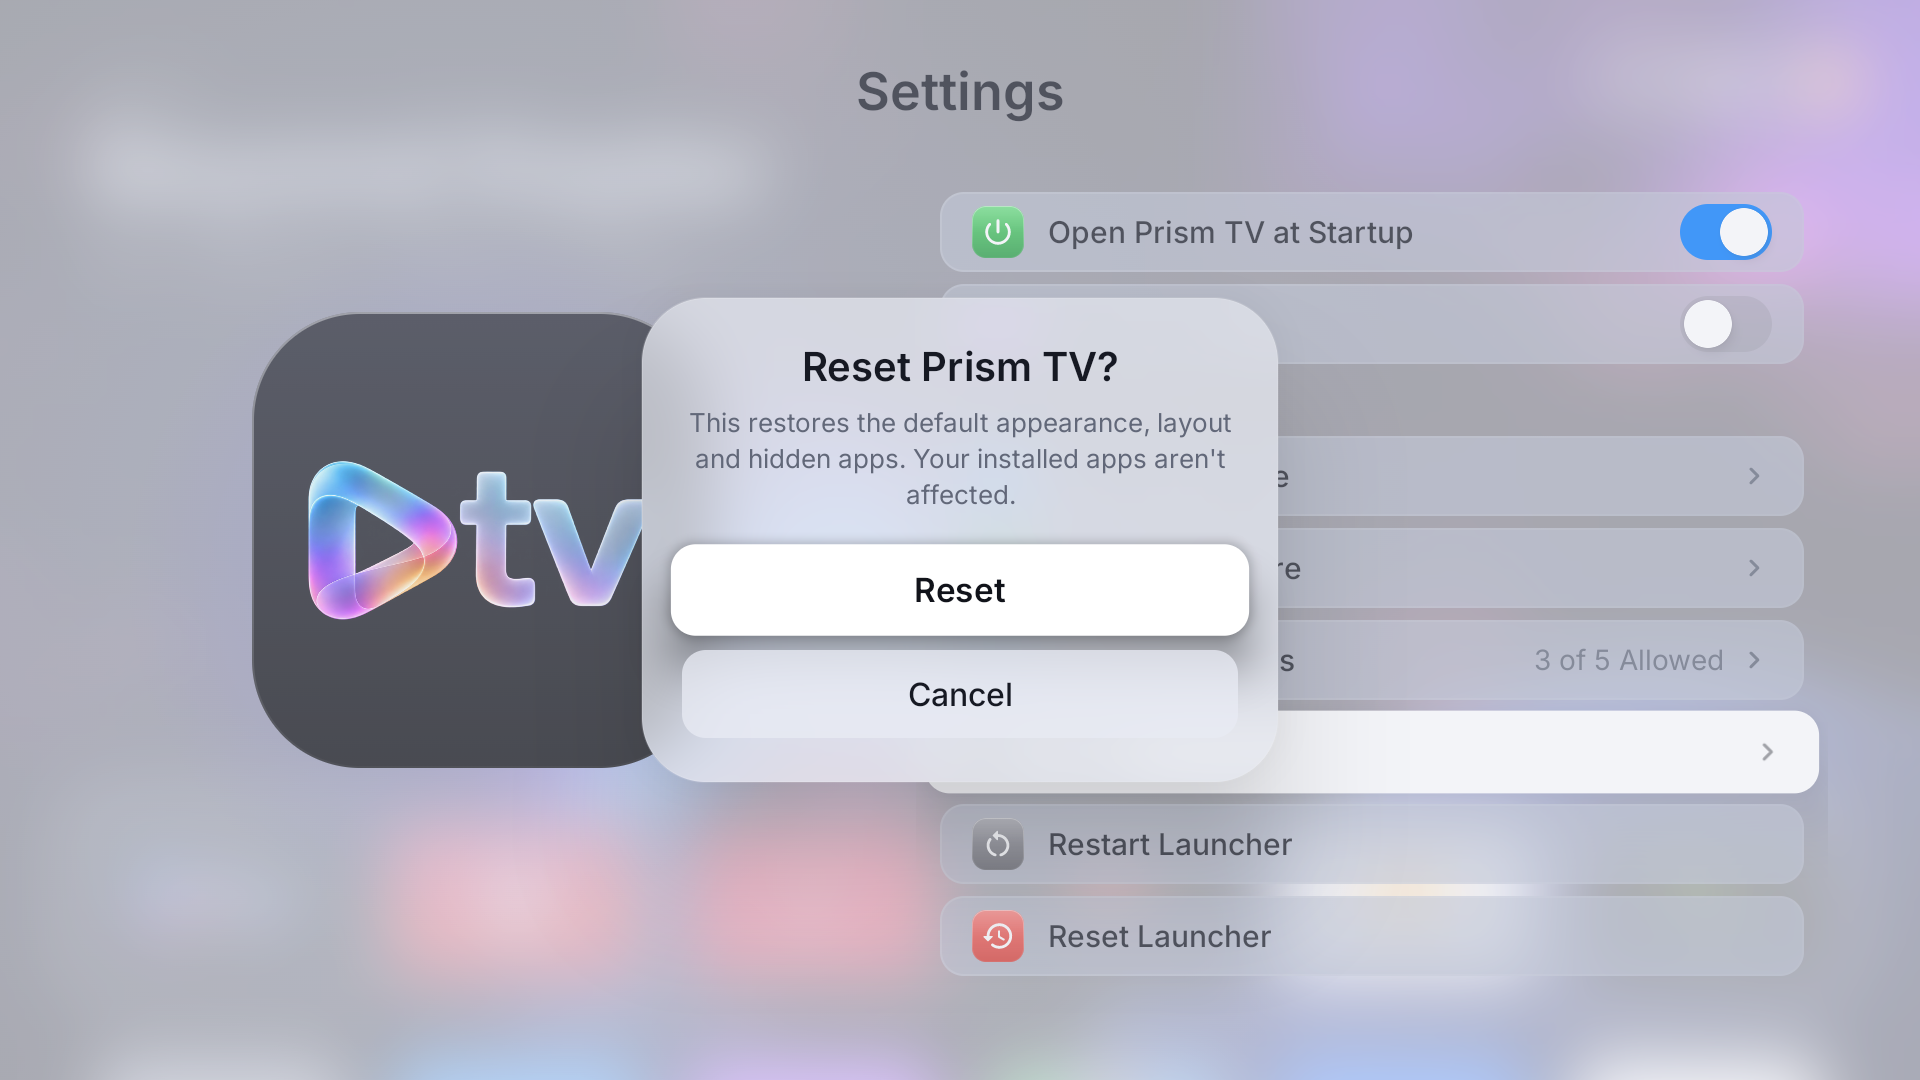 Settings
Open Prism TV at Startup
tv
Reset Prism TV?
This restores the default appearance, layout
and hidden apps. Your installed apps aren't
affected.
Reset
Cancel
3 of 5 Allowed
Restart Launcher
Reset Launcher